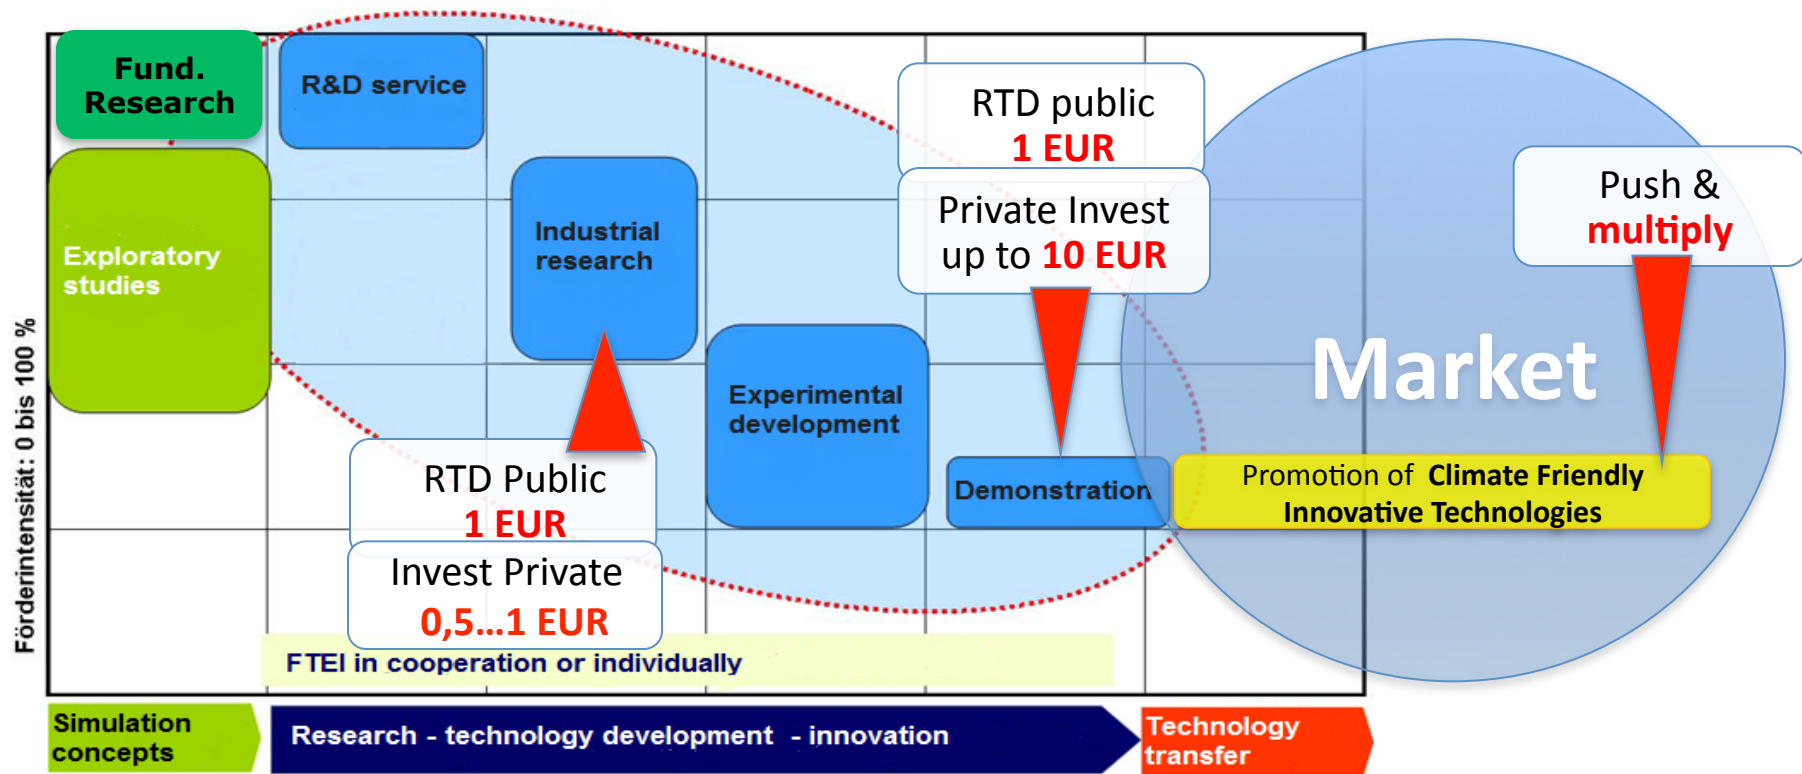 Fund.
Research
R&D service
RTD public
1 EUR
Push &
multiply
Private Invest
up to 10 EUR
Exploratory
studies
Industrial
research
Market
Experimental
development
RTD Public
1 EUR
Demonstration
Promotion of Climate Friendly
Innovative Technologies
Invest Private
0,5...1 EUR
Förderintensität: 0 bis 100 %
FTEI in cooperation or individually
Simulation
concepts
Research - technology development - innovation
Technology
transfer